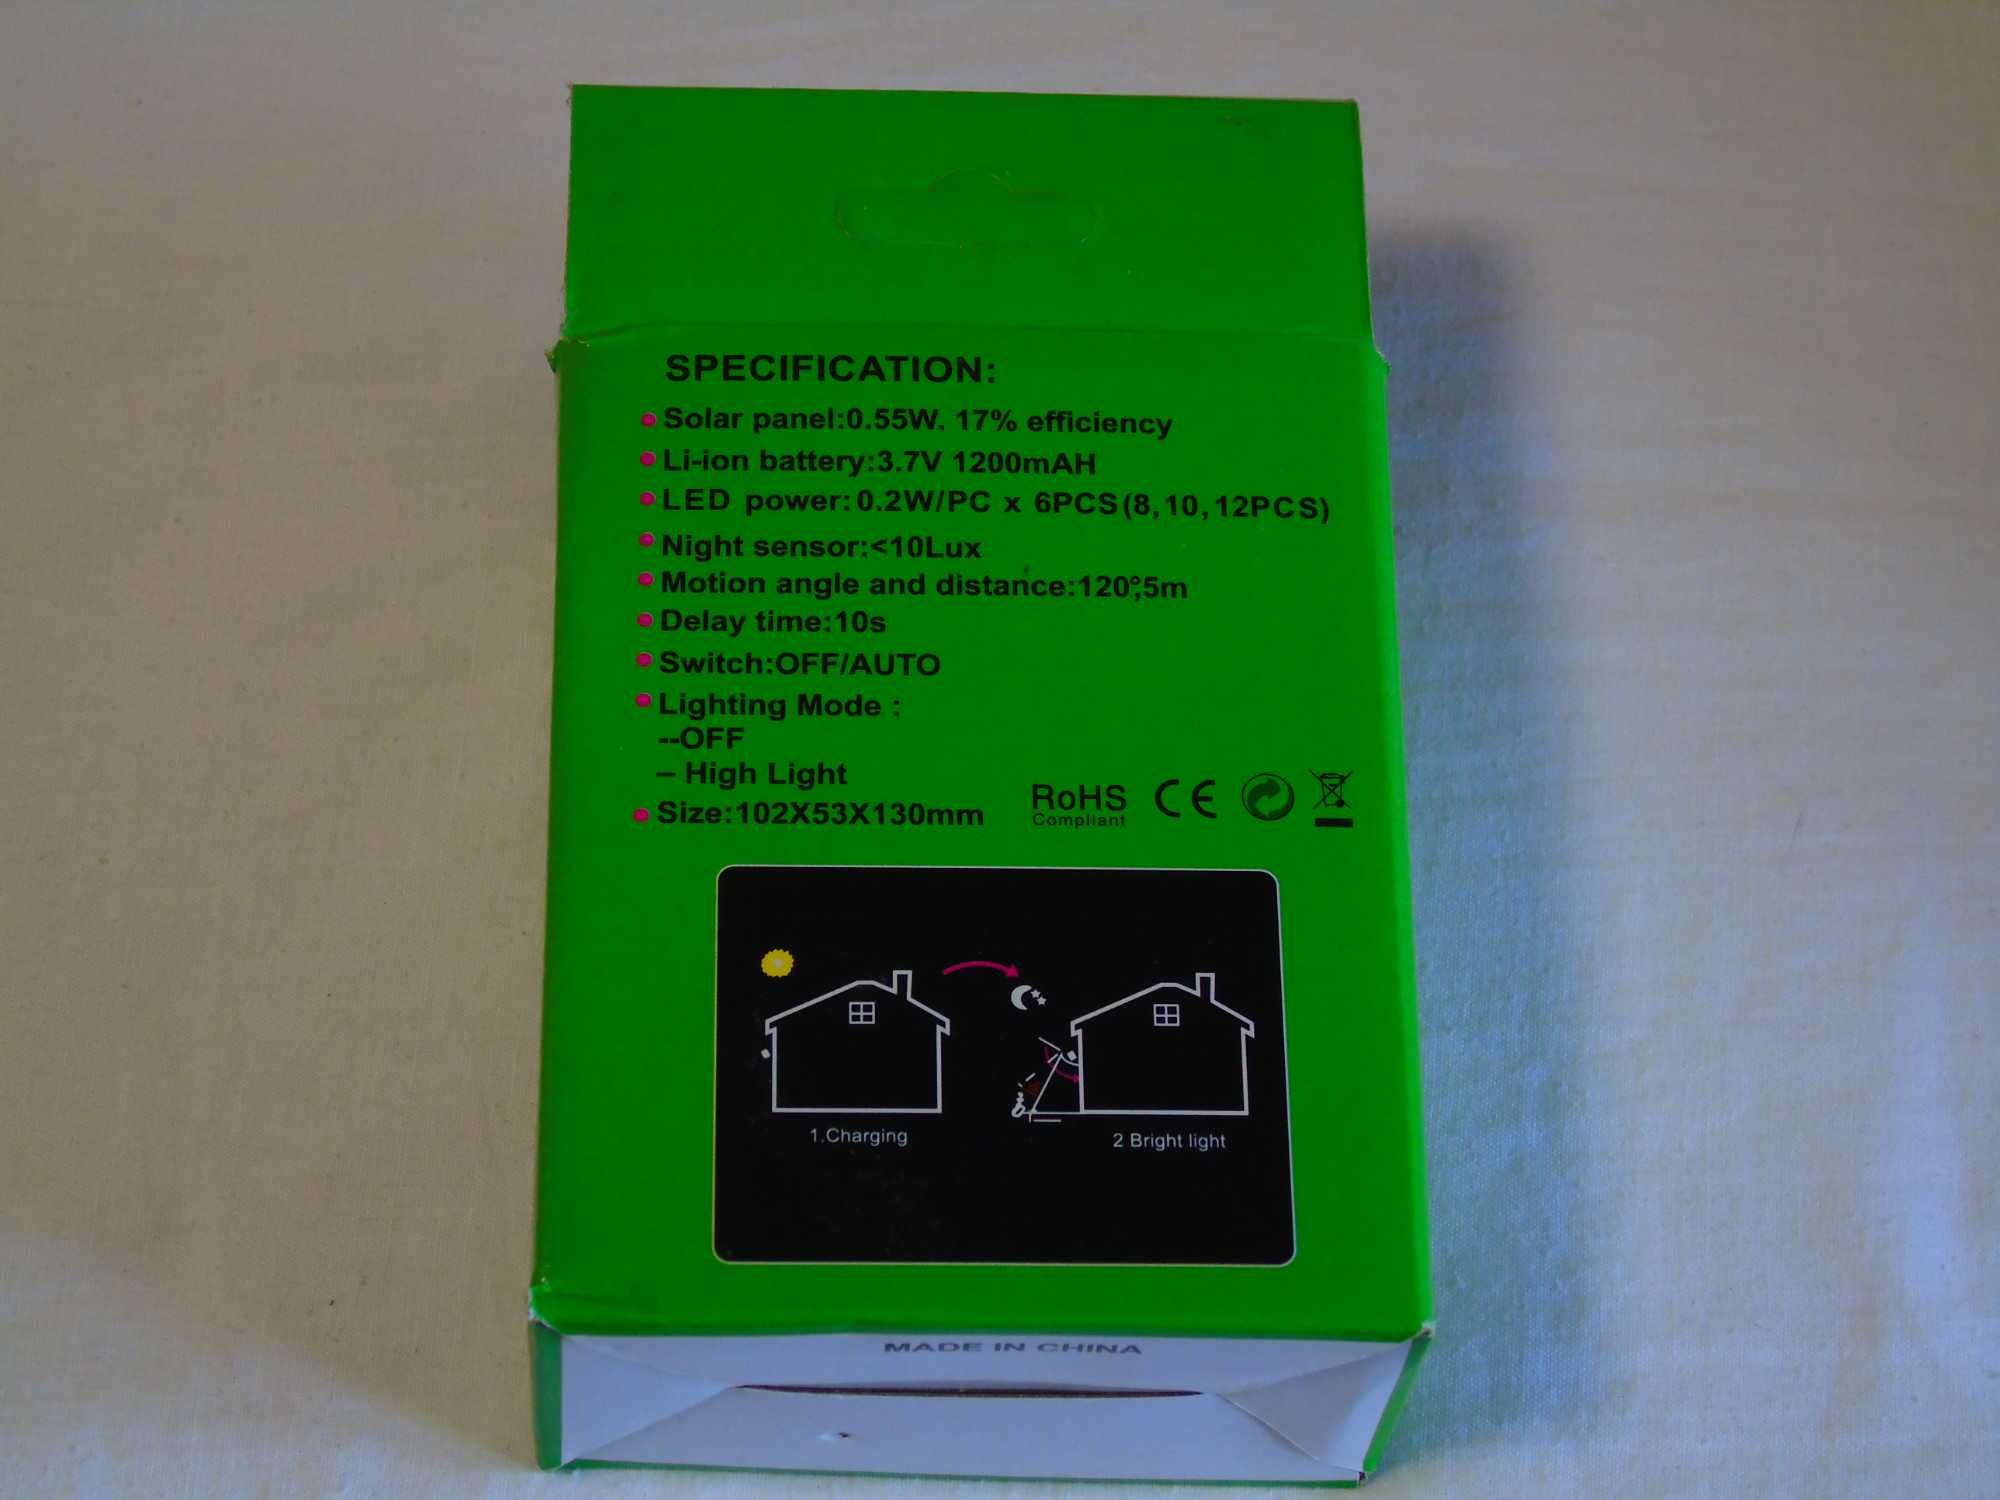 SPECIFICATION:
Solar panel:0.55W. 17% efficiency
Li-ion battery:3.7V 1200mAH
LED power:0.2W/PC x 6PCS(8,10,12PCS)
Night sensor:<10Lux
Motion angle and distance:120°,5m
Delay time:10s
Switch:OFF/AUTO
Lighting Mode :
--OFF
– High Light
Size:102X53X130mm
RoHS
Compliant
CE
1.Charging
2 Bright light
MADE IN CHINA